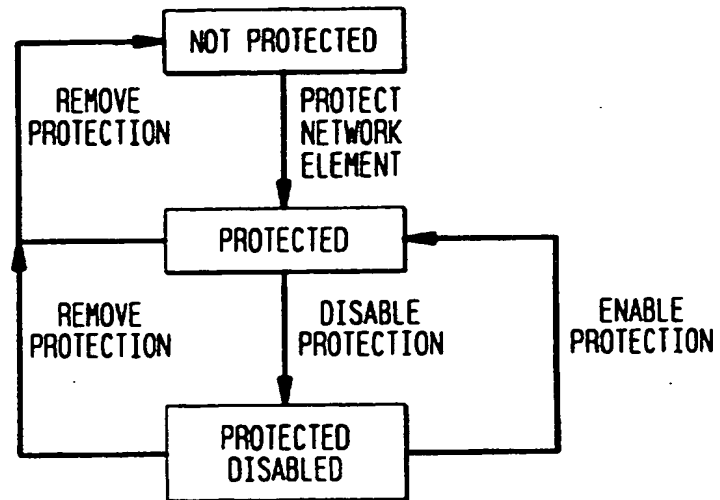 NOT PROTECTED
REMOVE
PROTECTION
PROTECT
NETWORK
ELEMENT
PROTECTED
REMOVE
PROTECTION
DISABLE
PROTECTION
ENABLE
PROTECTION
PROTECTED
DISABLED